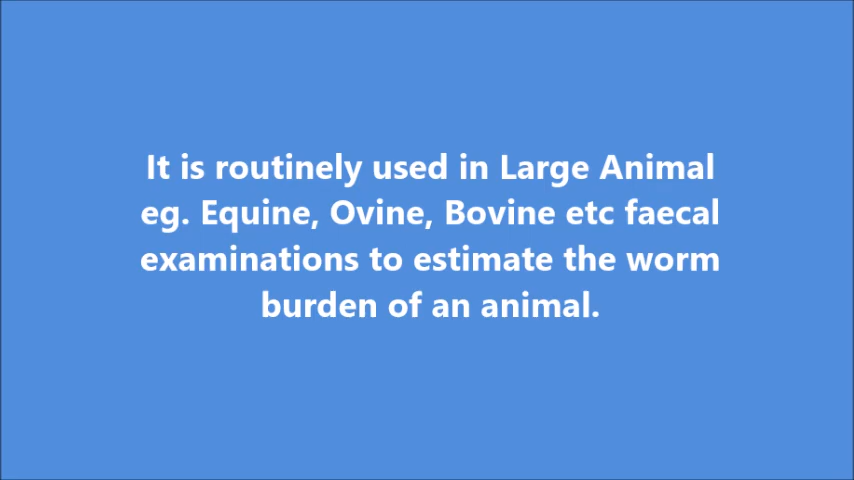 It is routinely used in Large Animal
eg. Equine, Ovine, Bovine etc faecal
examinations to estimate the worm
burden of an animal.